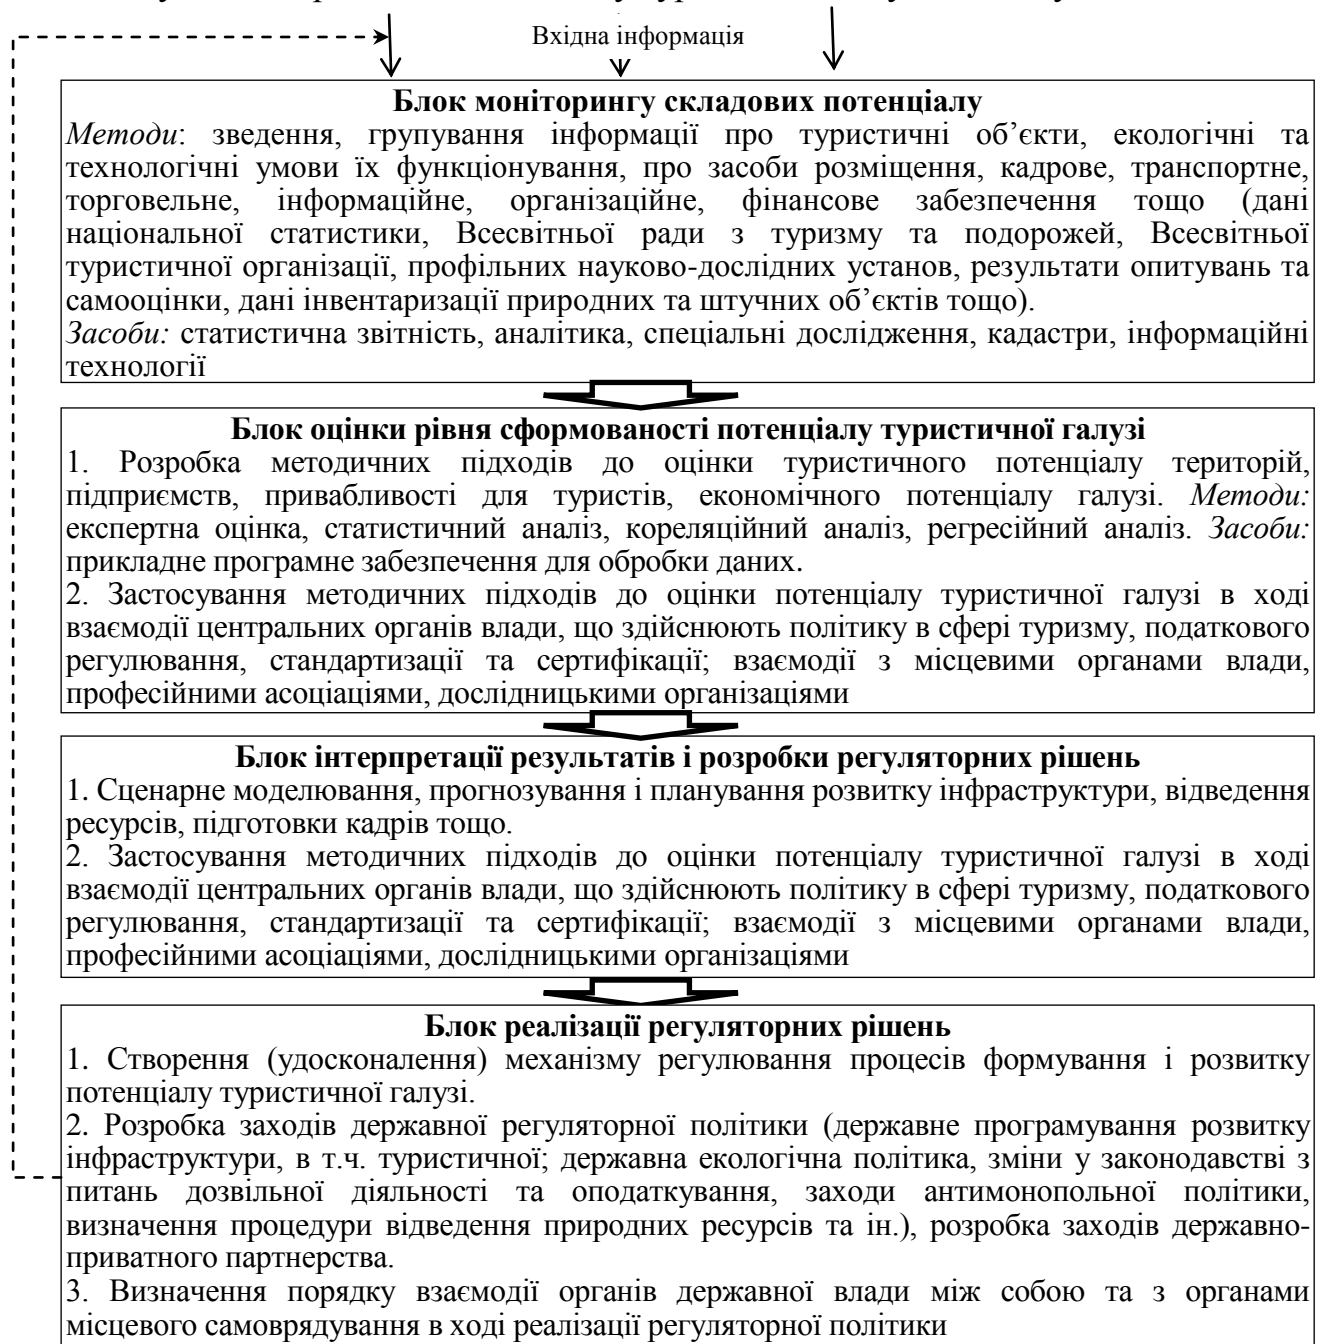 Вхідна інформація
Блок моніторингу складових потенціалу
Методи: зведення, групування інформації про туристичні об’єкти, екологічні та
технологічні умови їх функціонування, про засоби розміщення, кадрове, транспортне,
торговельне, інформаційне, організаційне, фінансове забезпечення тощо (дані
національної статистики, Всесвітньої ради з туризму та подорожей, Всесвітньої
туристичної організації, профільних науково-дослідних установ, результати опитувань та
самооцінки, дані інвентаризації природних та штучних об’єктів тощо).
Засоби: статистична звітність, аналітика, спеціальні дослідження, кадастри, інформаційні
технології
Блок оцінки рівня сформованості потенціалу туристичної галузі
1. Розробка методичних підходів до оцінки туристичного потенціалу територій,
підприємств, привабливості для туристів, економічного потенціалу галузі. Методи:
експертна оцінка, статистичний аналіз, кореляційний аналіз, регресійний аналіз. Засоби:
прикладне програмне забезпечення для обробки даних.
2. Застосування методичних підходів до оцінки потенціалу туристичної галузі в ході
взаємодії центральних органів влади, що здійснюють політику в сфері туризму, податкового
регулювання, стандартизації та сертифікації; взаємодії з місцевими органами влади,
професійними асоціаціями, дослідницькими організаціями
Блок інтерпретації результатів і розробки регуляторних рішень
1. Сценарне моделювання, прогнозування і планування розвитку інфраструктури, відведення
ресурсів, підготовки кадрів тощо.
2. Застосування методичних підходів до оцінки потенціалу туристичної галузі в ході
взаємодії центральних органів влади, що здійснюють політику в сфері туризму, податкового
регулювання, стандартизації та сертифікації; взаємодії з місцевими органами влади,
професійними асоціаціями, дослідницькими організаціями
Блок реалізації регуляторних рішень
1. Створення (удосконалення) механізму регулювання процесів формування і розвитку
потенціалу туристичної галузі.
2. Розробка заходів державної регуляторної політики (державне програмування розвитку
інфраструктури, в т.ч. туристичної; державна екологічна політика, зміни у законодавстві з
питань дозвільної діяльності та оподаткування, заходи антимонопольної політики,
визначення процедури відведення природних ресурсів та ін.), розробка заходів державно-
приватного партнерства.
3. Визначення порядку взаємодії органів державної влади між собою та з органами
місцевого самоврядування в ході реалізації регуляторної політики